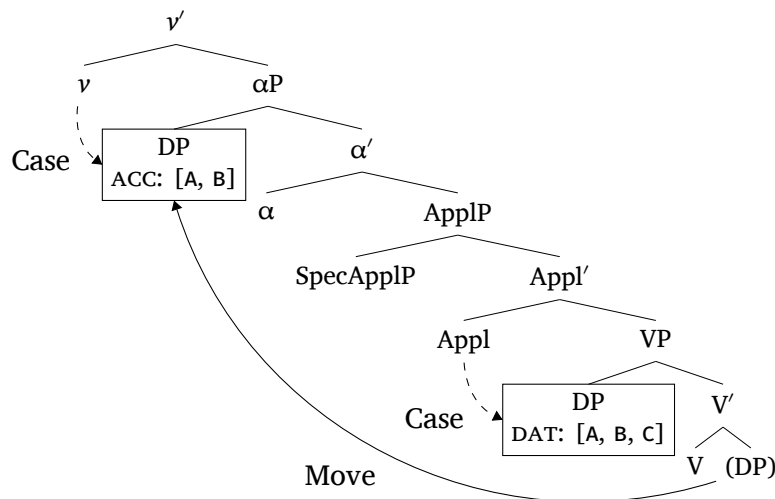 v′
v αP
DP α′
Case
ACC: [A, B]
α ApplP
SpecApplP Appl′
Appl VP
DP V′
Case
DAT: [A, B, C]
V (DP)
Move